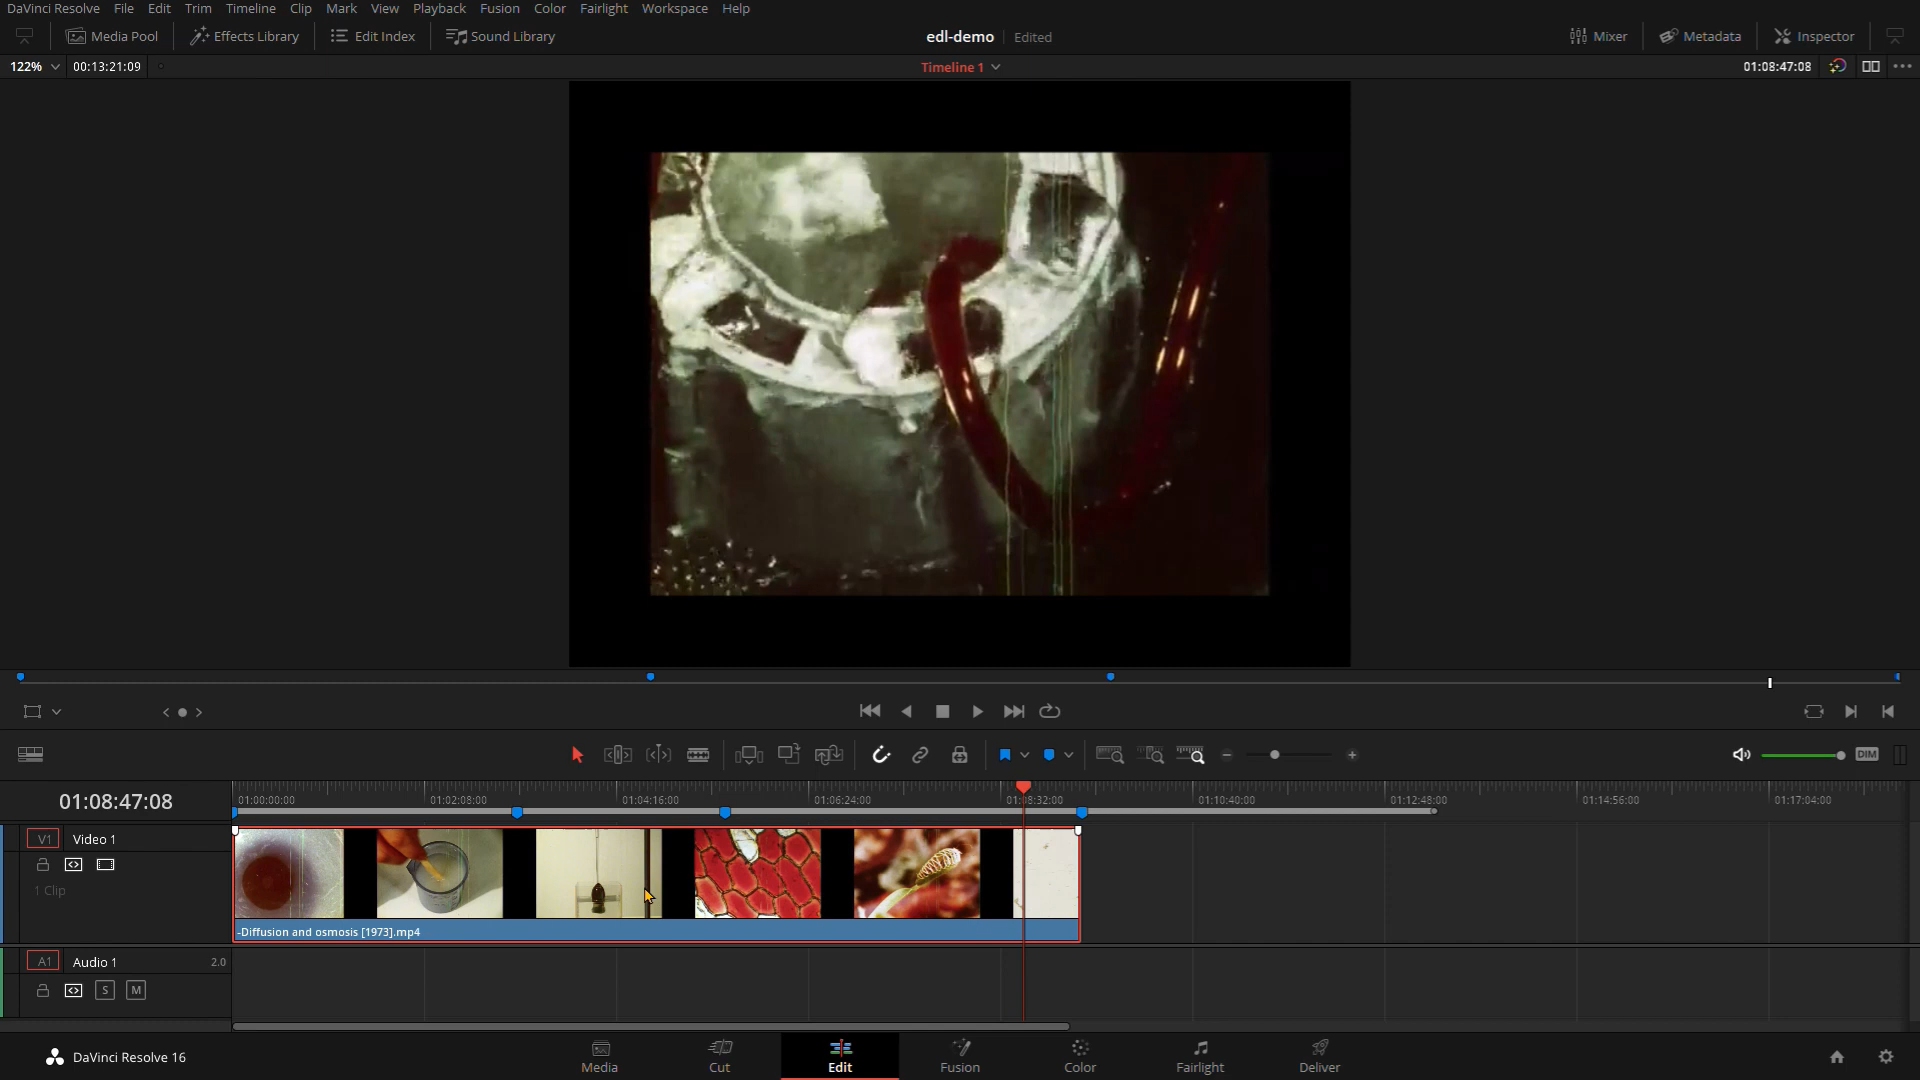 DaVinci Resolve File Edit Trim Timeline Clip Mark View Playback Fusion Color Fairlight Workspace Help
Media Pool Effects Library Edit Index Sound Library edl-demo Edited Mixer Metadata Inspector
122% 00:13:21:09 Timeline 1 01:08:47:08
DIM
01:08:47:08 01:00:00:00 01:02:08:00 01:04:16:00 01:06:24:00 01:08:32:00 01:10:40:00 01:12:48:00 01:14:56:00 01:17:04:00
V1 Video 1
1 Clip
-Diffusion and osmosis [1973].mp4
A1 Audio 1 2.0
S M
DaVinci Resolve 16 Media Cut Edit Fusion Color Fairlight Deliver